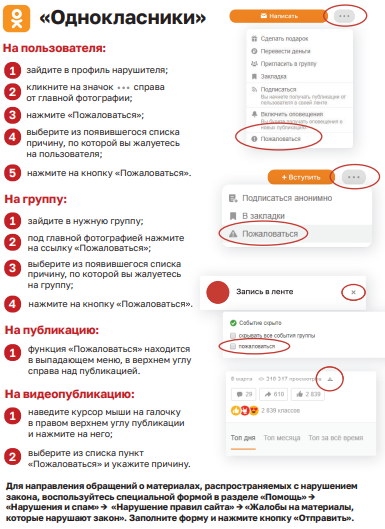 «Одноклассники»
На пользователя:
1 зайдите в профиль нарушителя;
2 кликните на значок ••• справа
от главной фотографии;
3 нажмите «Пожаловаться»;
4 выберите из появившегося списка
причину, по которой вы жалуетесь
на пользователя;
5 нажмите на кнопку «Пожаловаться».
Написать
Сделать подарок
Перевести деньги
Пригласить в группу
Закладка
Подписаться
Вы начнете получать публикации от
пользователя в своей ленте
Включить оповещения
Вы будете получать оповещения о
новых публикациях
Пожаловаться
На группу:
1 зайдите в нужную группу;
2 под главной фотографией нажмите
на ссылку «Пожаловаться»;
3 выберите из появившегося списка
причину, по которой вы жалуетесь
на группу;
4 нажмите на кнопку «Пожаловаться».
+ Вступить
Подписаться анонимно
В закладки
Пожаловаться
На публикацию:
1 функция «Пожаловаться» находится
в выпадающем меню, в верхнем углу
справа над публикацией.
Запись в ленте
×
Событие скрыто
скрывать все события группы
пожаловаться
На видеопубликацию:
1 наведите курсор мыши на галочку
в правом верхнем углу публикации
и нажмите на него;
2 выберите из списка пункт
«Пожаловаться» и укажите причину.
8 марта
просмотров
29
610
2 839
2 839 классов
Топ дня
Топ месяца
Топ за всё время
Для направления обращений о материалах, распространяемых с нарушением
закона, воспользуйтесь специальной формой в разделе «Помощь» →
«Нарушения и спам» → «Нарушение правил сайта» → «Жалобы на материалы,
которые нарушают закон». Заполните форму и нажмите кнопку «Отправить».